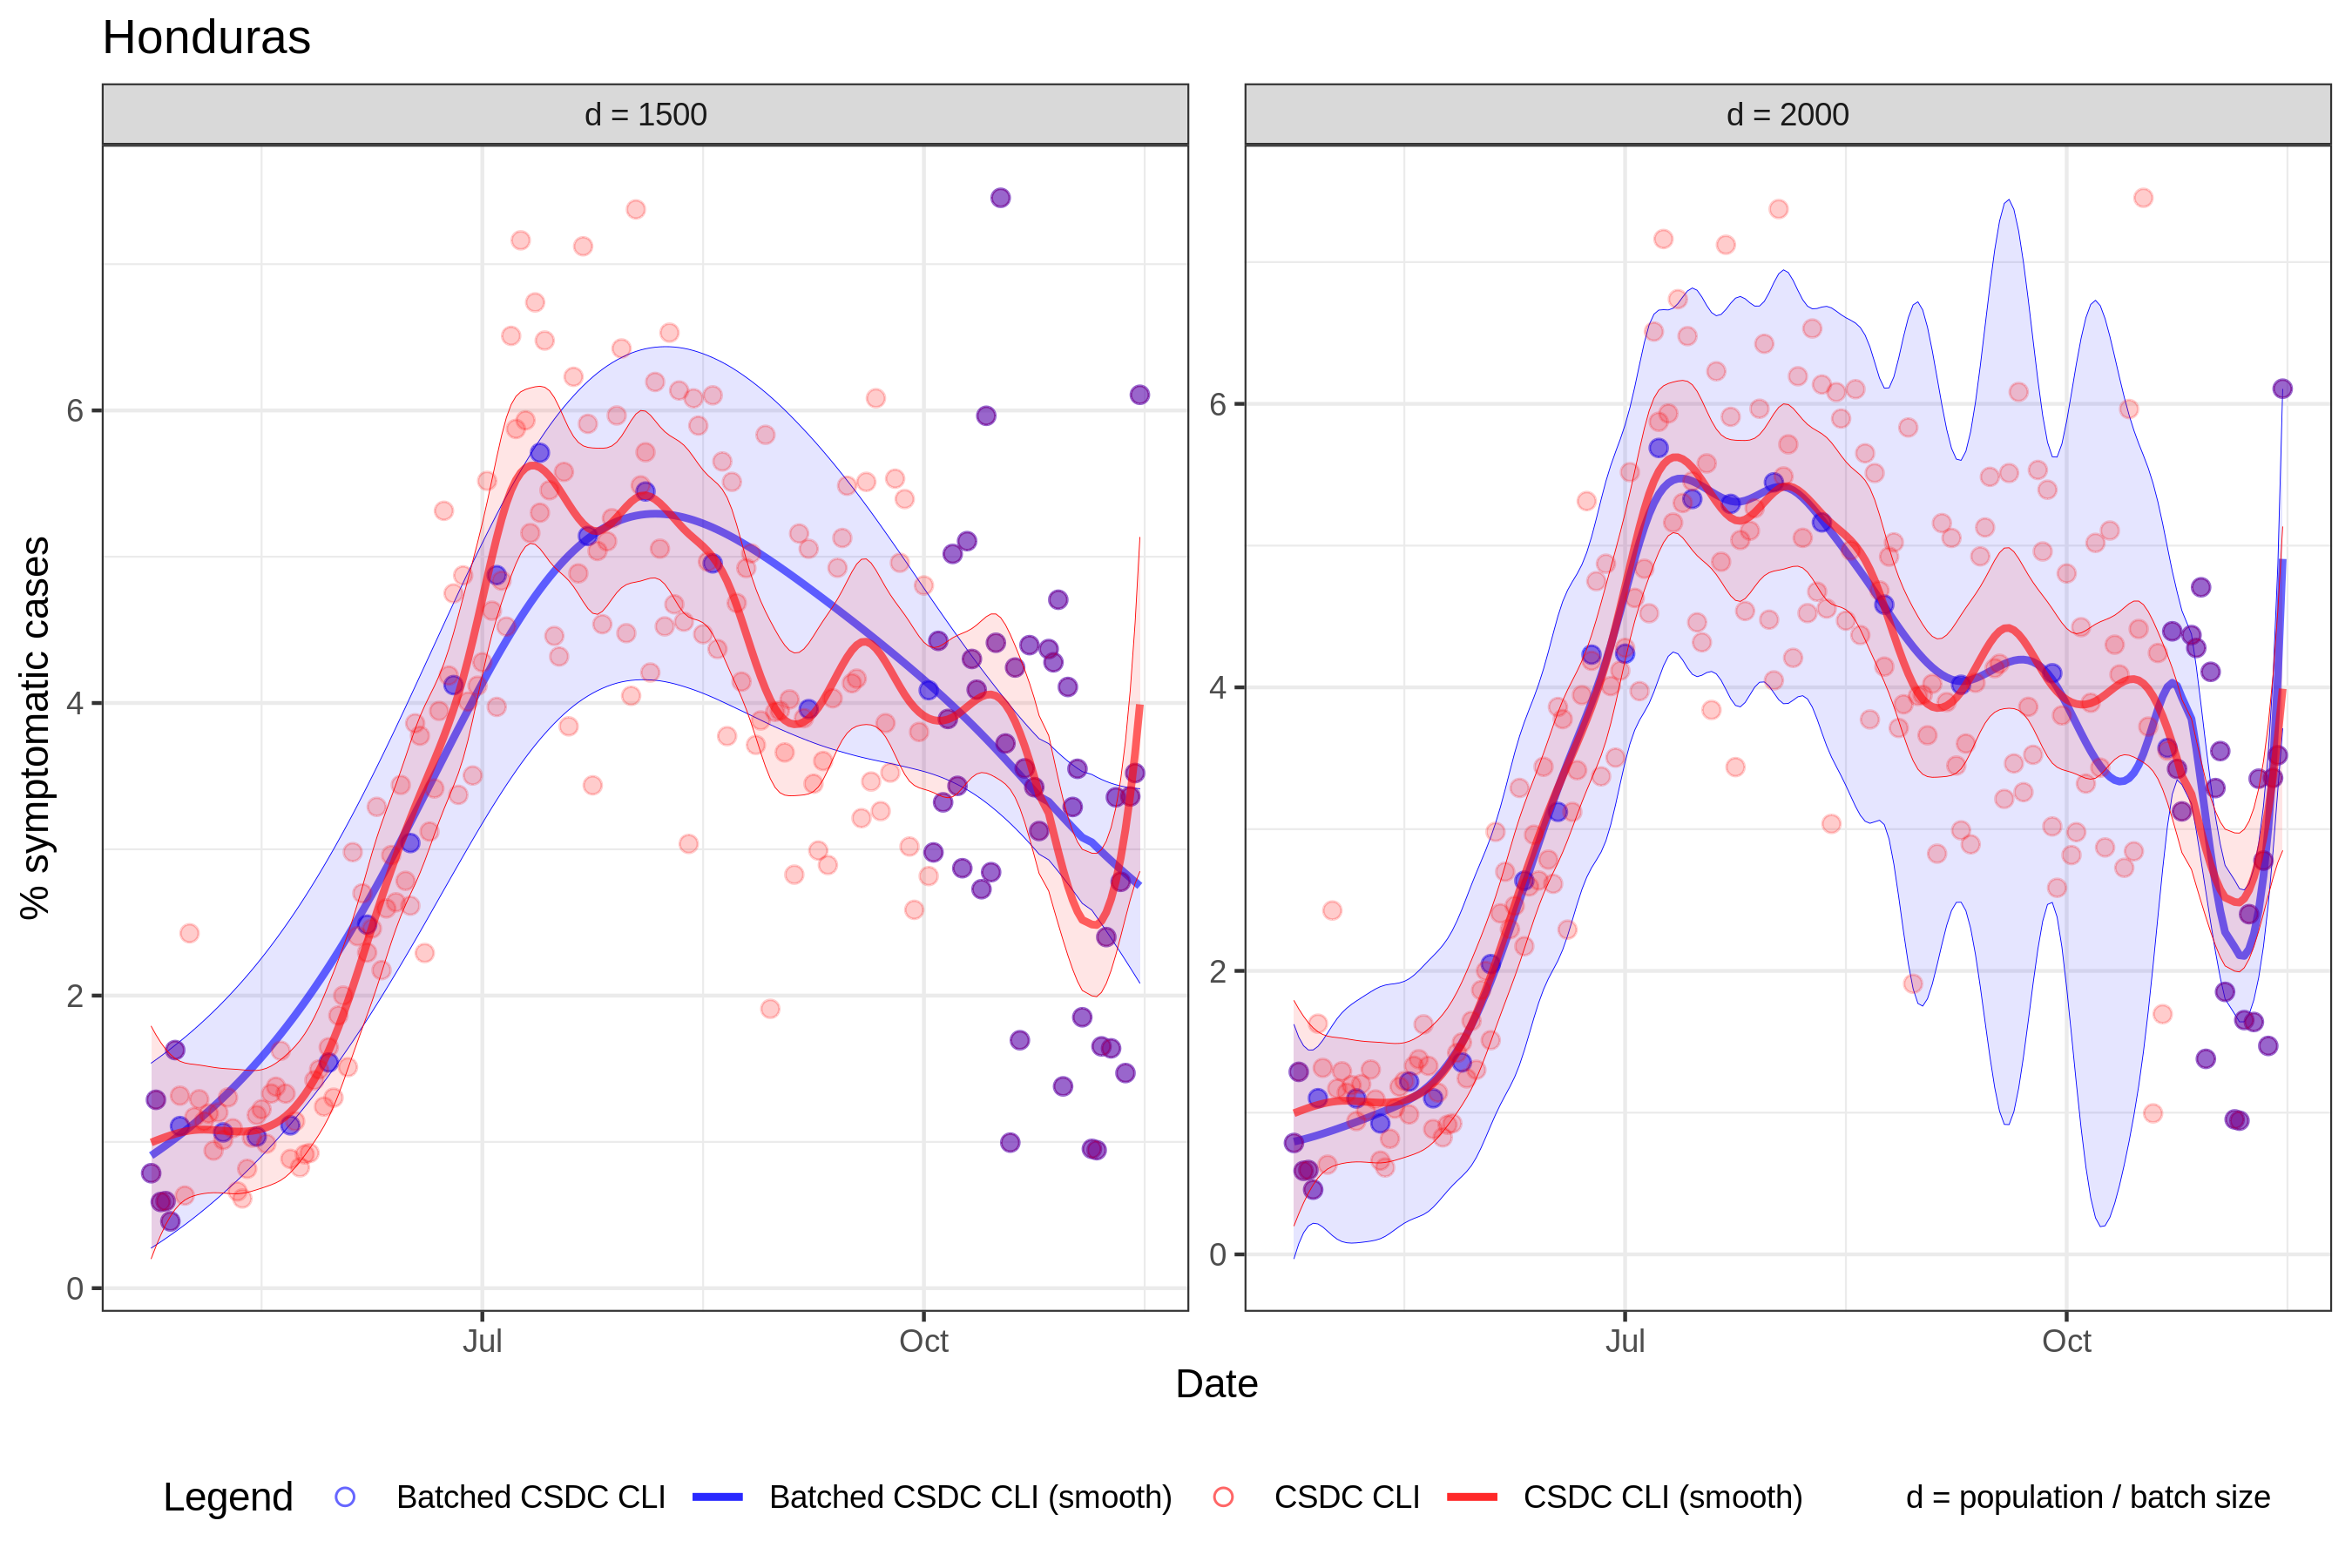 Honduras
d = 1500
d = 2000
% symptomatic cases
6
4
2
0
6
4
2
0
Jul
Oct
Jul
Oct
Date
Legend
Batched CSDC CLI
Batched CSDC CLI (smooth)
CSDC CLI
CSDC CLI (smooth)
d = population / batch size